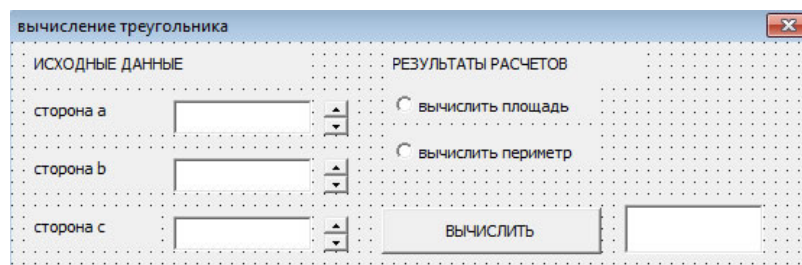 вычисление треугольника
ИСХОДНЫЕ ДАННЫЕ
РЕЗУЛЬТАТЫ РАСЧЕТОВ
сторона a
вычислить площадь
сторона b
вычислить периметр
сторона c
ВЫЧИСЛИТЬ